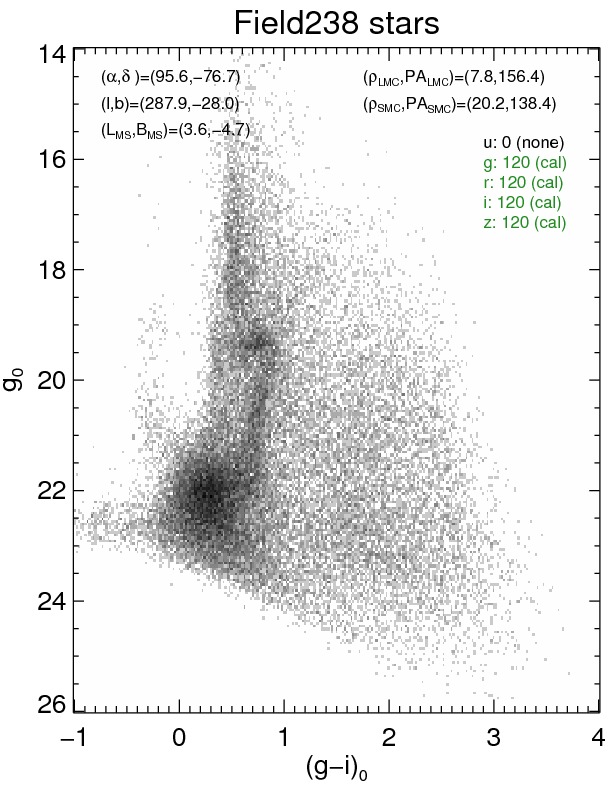 Field238 stars
(α,δ)=(95.6,−76.7)
(ρLMC,PALMC)=(7.8,156.4)
(l,b)=(287.9,−28.0)
(ρSMC,PASMC)=(20.2,138.4)
(LMS,BMS)=(3.6,−4.7)
u: 0 (none)
g: 120 (cal)
r: 120 (cal)
i: 120 (cal)
z: 120 (cal)
14
16
18
20
22
24
26
g0
−1 0 1 2 3 4
(g−i)0